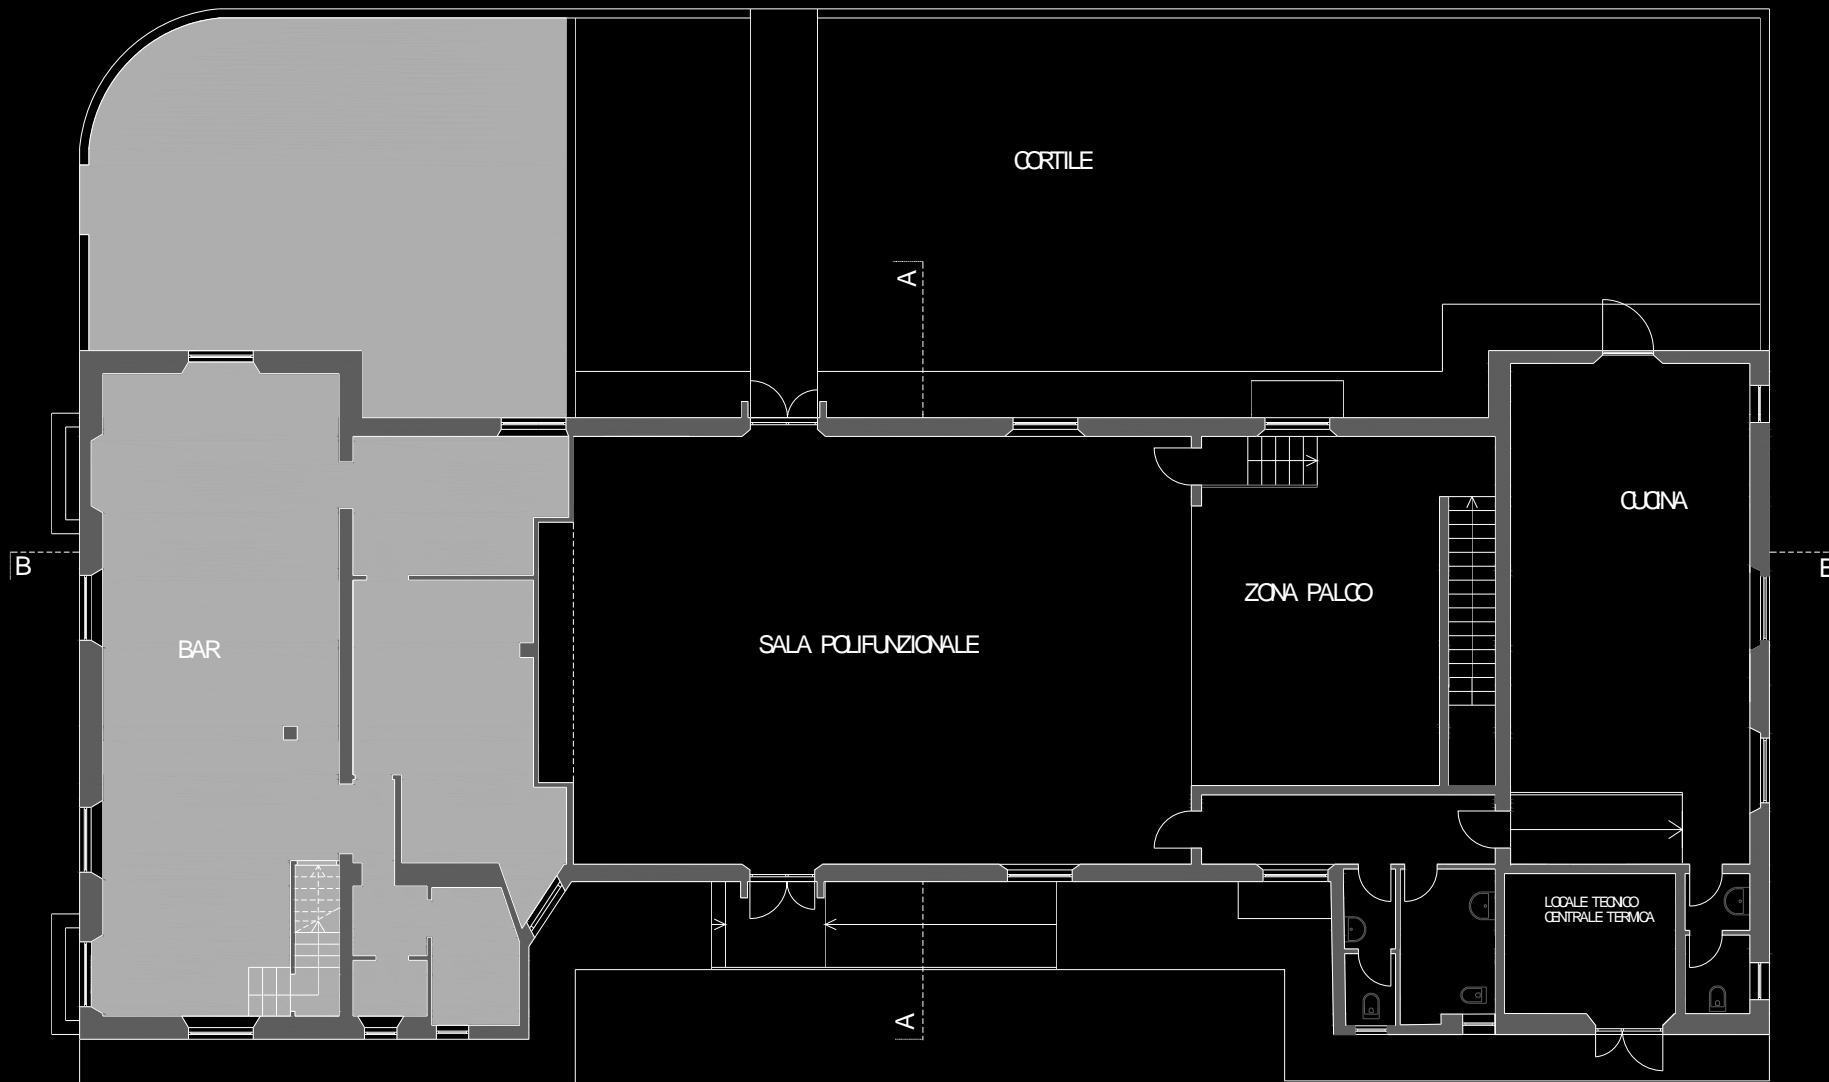 CORTILE
A
CUCINA
B
B
ZONA PALCO
SALA POLIFUNZIONALE
BAR
LOCALE TECNICO
CENTRALE TERMICA
A